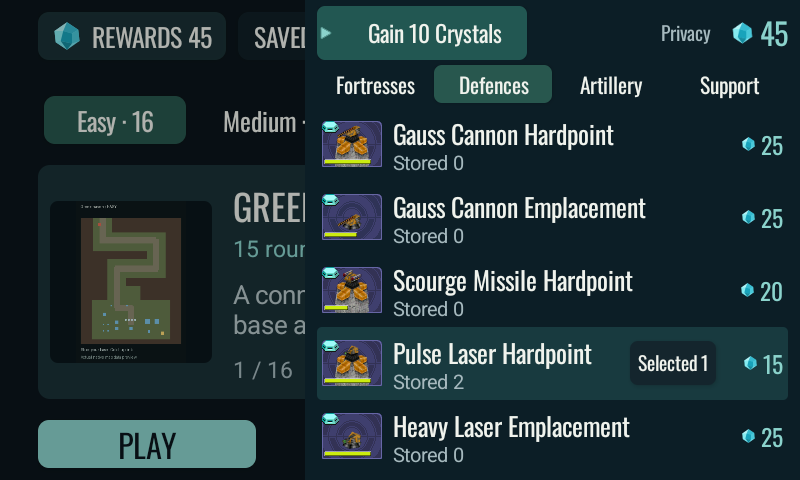 REWARDS 45
SAVED
Easy · 16
Medium ·
GREE
15 roun
A conn
base a
1 / 16
PLAY
Gain 10 Crystals
Privacy
45
Fortresses
Defences
Artillery
Support
Gauss Cannon Hardpoint
Stored 0
25
Gauss Cannon Emplacement
Stored 0
25
Scourge Missile Hardpoint
Stored 0
20
Pulse Laser Hardpoint
Stored 2
Selected 1
15
Heavy Laser Emplacement
Stored 0
25